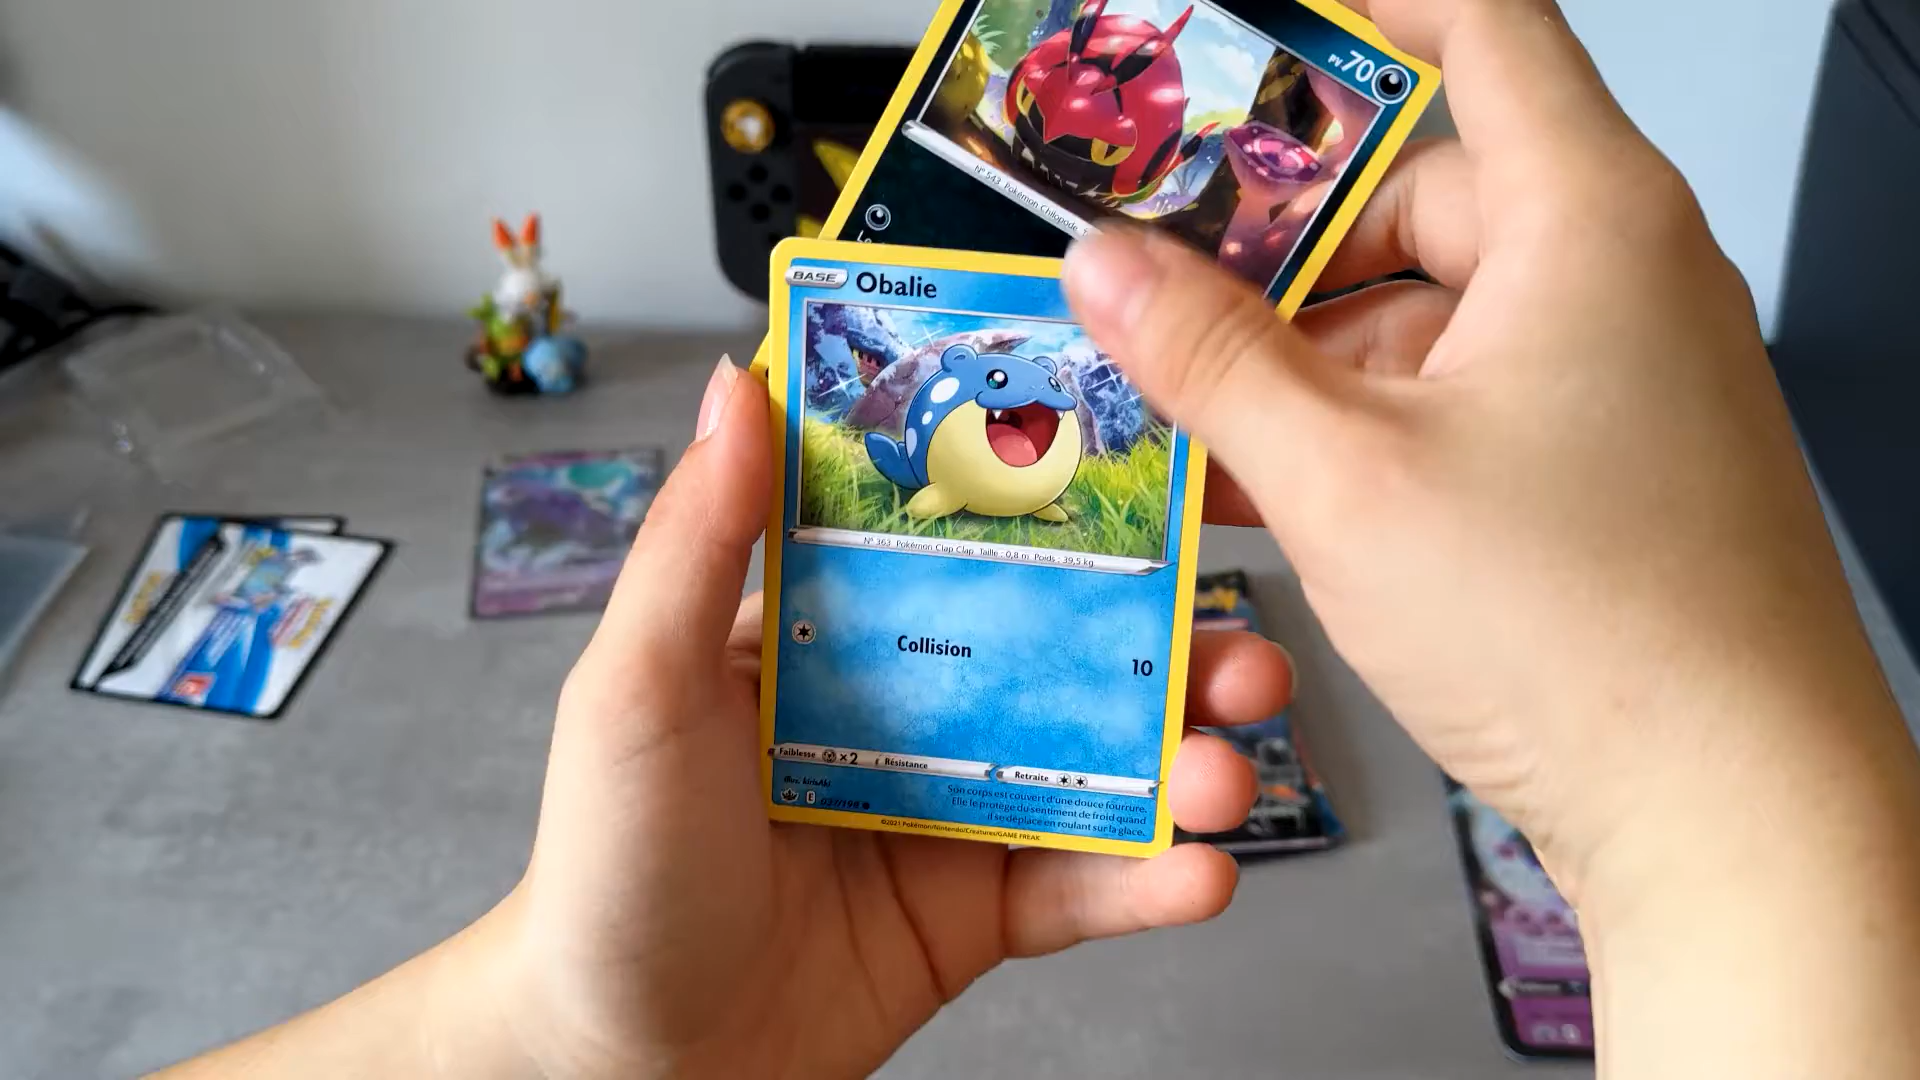 PV 70
N° 543 Pokémon Chilopode
BASE Obalie
N° 363 Pokémon Clap Clap Taille : 0,8 m Poids : 39,5 kg
Collision
10
Faiblesse ×2 Résistance Retraite
Illus. kirisAki
E 037/198
Son corps est couvert d'une douce fourrure.
Elle le protège du sentiment de froid quand
il se déplace en roulant sur la glace.
©2021 Pokémon/Nintendo/Creatures/GAME FREAK